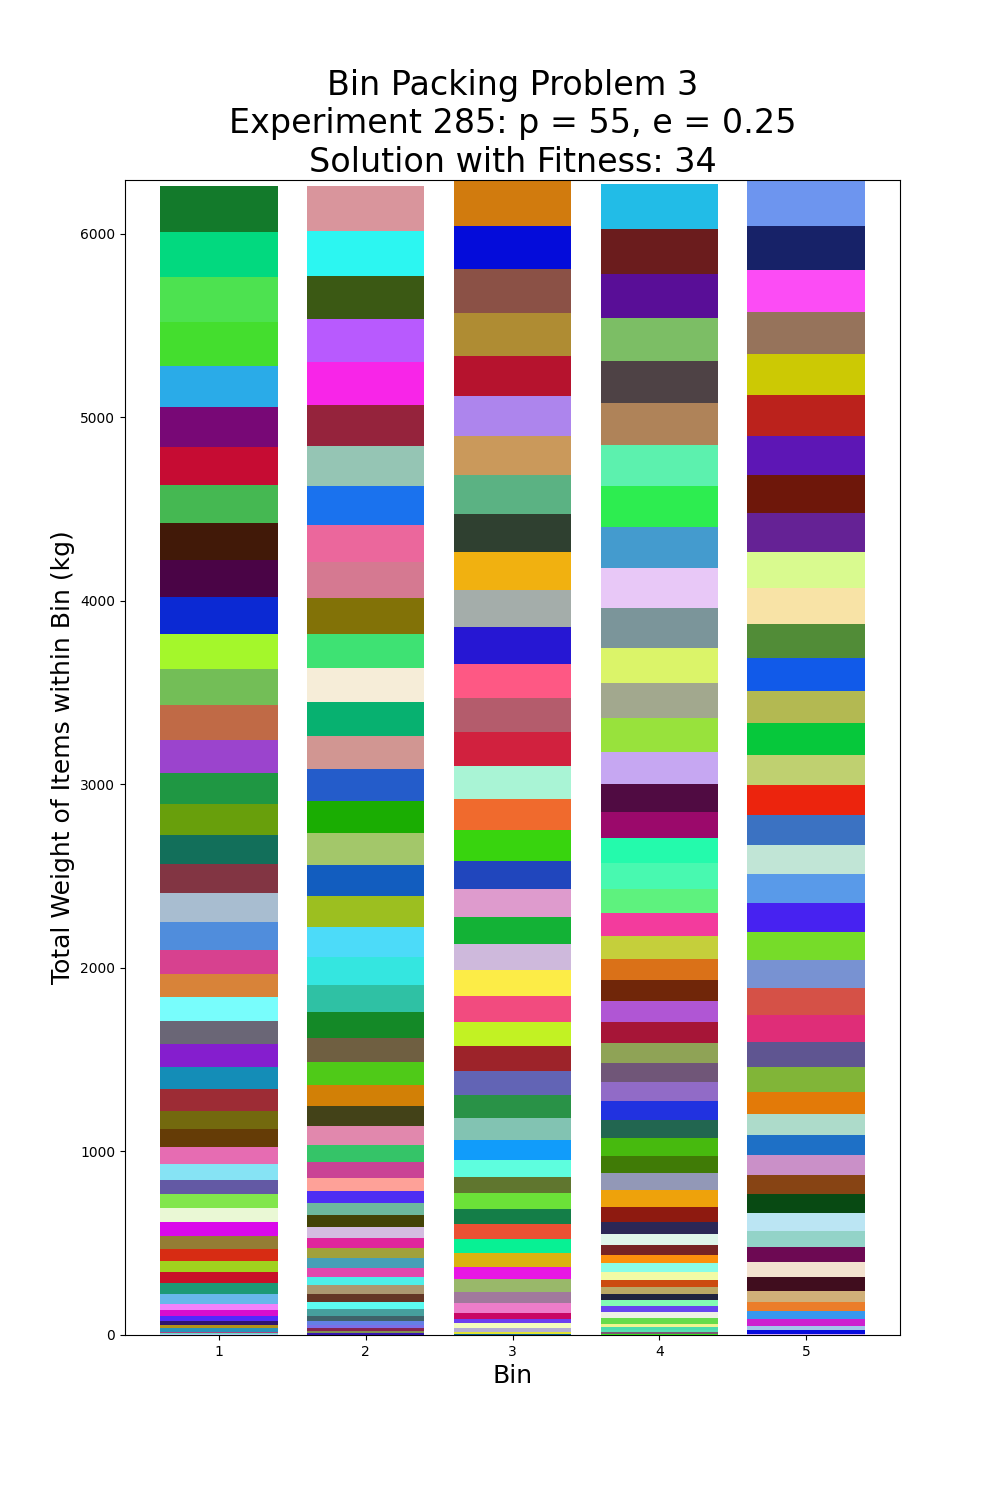 Bin Packing Problem 3
Experiment 285: p = 55, e = 0.25
Solution with Fitness: 34
Total Weight of Items within Bin (kg)
6000
5000
4000
3000
2000
1000
0
1 2 3 4 5
Bin